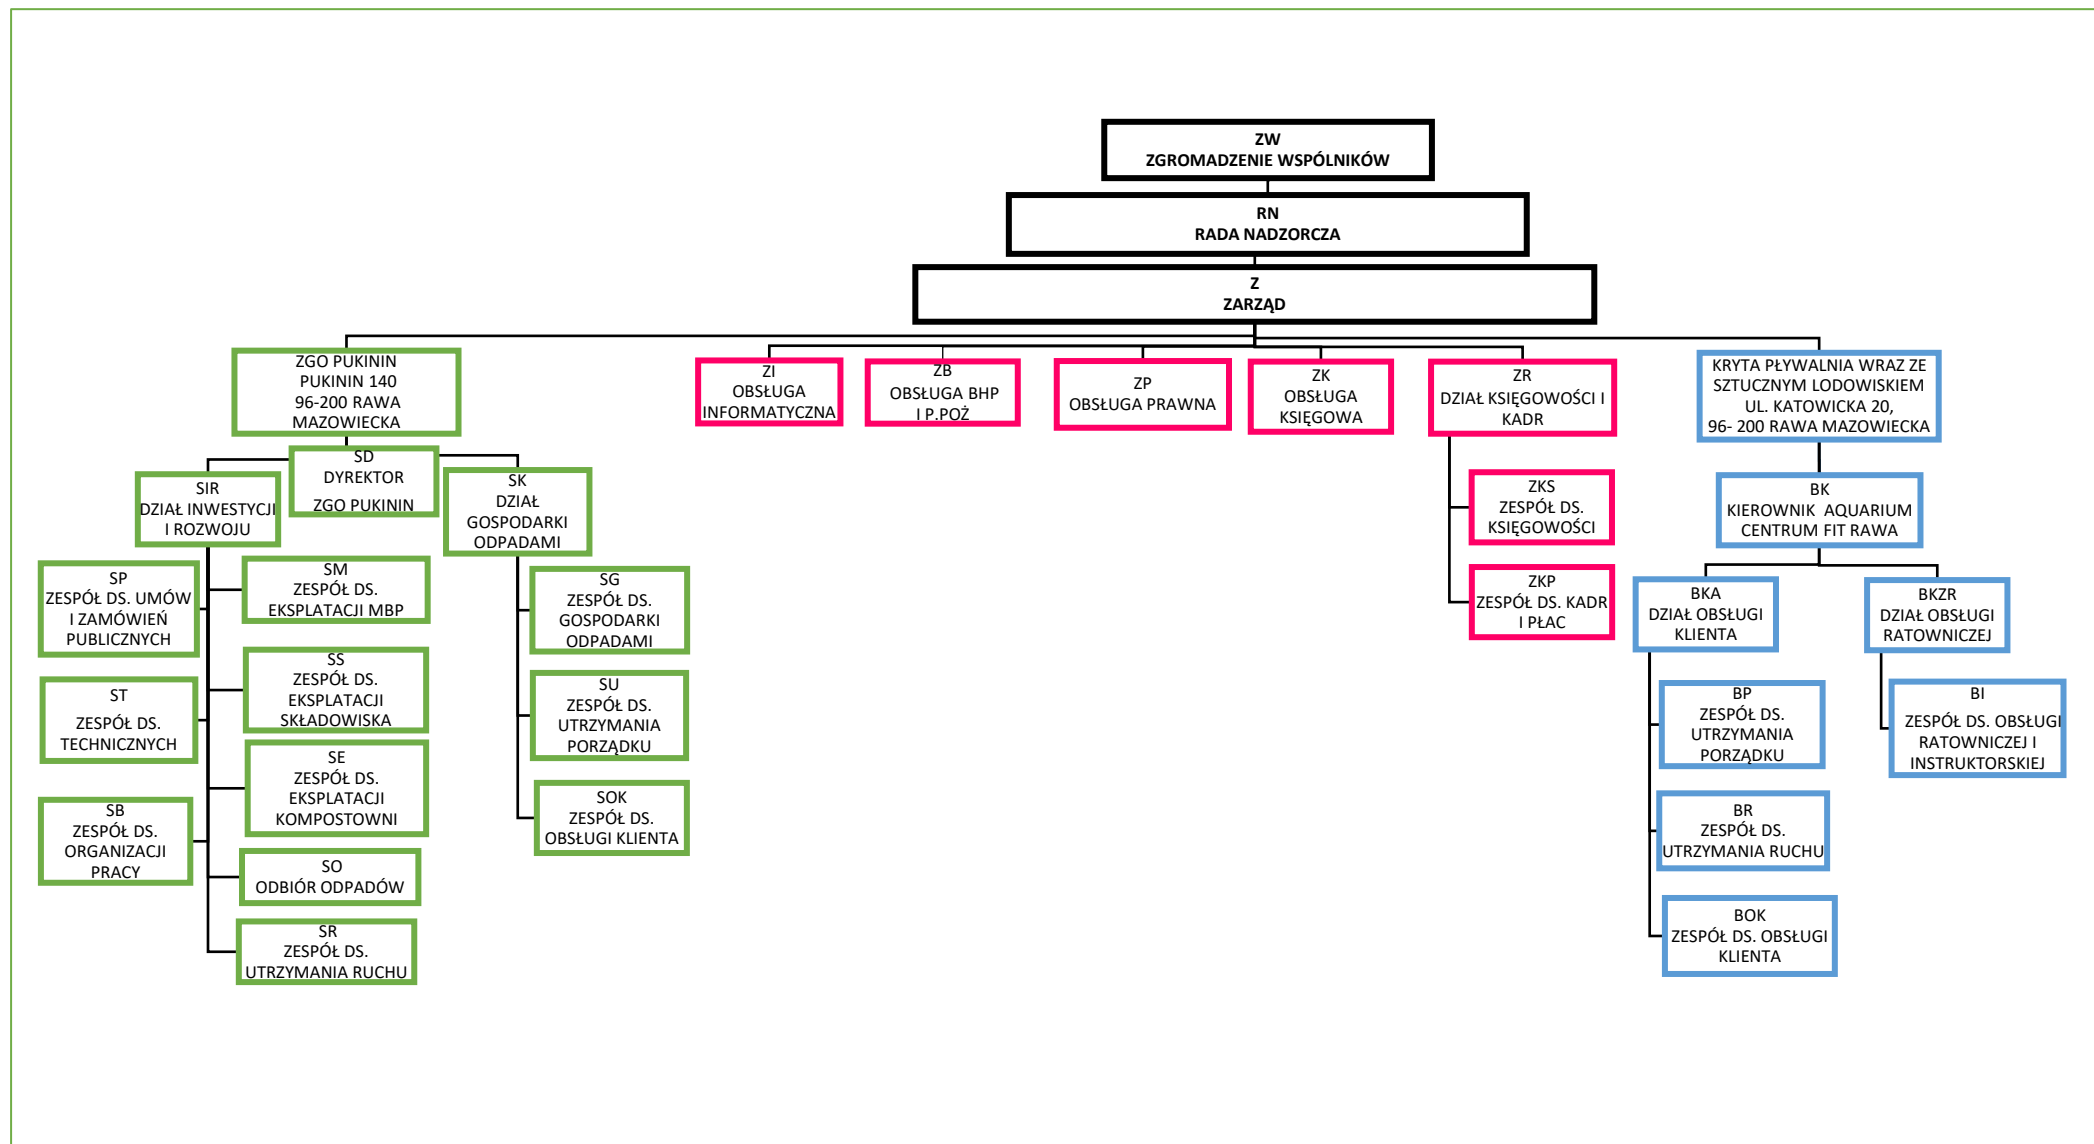 ZW
ZGROMADZENIE WSPÓLNIKÓW
RN
RADA NADZORCZA
Z
ZARZĄD
ZGO PUKININ
PUKININ 140
96-200 RAWA
MAZOWIECKA
ZI
OBSŁUGA
INFORMATYCZNA
ZB
OBSŁUGA BHP
I P.POŻ
ZP
OBSŁUGA PRAWNA
ZK
OBSŁUGA
KSIĘGOWA
ZR
DZIAŁ KSIĘGOWOŚCI I
KADR
KRYTA PŁYWALNIA WRAZ ZE
SZTUCZNYM LODOWISKIEM
UL. KATOWICKA 20,
96- 200 RAWA MAZOWIECKA
SD
DYREKTOR
ZGO PUKININ
SIR
DZIAŁ INWESTYCJI
I ROZWOJU
SK
DZIAŁ
GOSPODARKI
ODPADAMI
ZKS
ZESPÓŁ DS.
KSIĘGOWOŚCI
ZKP
ZESPÓŁ DS. KADR
I PŁAC
BK
KIEROWNIK  AQUARIUM
CENTRUM FIT RAWA
SP
ZESPÓŁ DS. UMÓW
I ZAMÓWIEŃ
PUBLICZNYCH
ST
ZESPÓŁ DS.
TECHNICZNYCH
SB
ZESPÓŁ DS.
ORGANIZACJI
PRACY
SM
ZESPÓŁ DS.
EKSPLATACJI MBP
SS
ZESPÓŁ DS.
EKSPLATACJI
SKŁADOWISKA
SE
ZESPÓŁ DS.
EKSPLATACJI
KOMPOSTOWNI
SO
ODBIÓR ODPADÓW
SR
ZESPÓŁ DS.
UTRZYMANIA RUCHU
SG
ZESPÓŁ DS.
GOSPODARKI
ODPADAMI
SU
ZESPÓŁ DS.
UTRZYMANIA
PORZĄDKU
SOK
ZESPÓŁ DS.
OBSŁUGI KLIENTA
BKA
DZIAŁ OBSŁUGI
KLIENTA
BKZR
DZIAŁ OBSŁUGI
RATOWNICZEJ
BP
ZESPÓŁ DS.
UTRZYMANIA
PORZĄDKU
BR
ZESPÓŁ DS.
UTRZYMANIA RUCHU
BOK
ZESPÓŁ DS. OBSŁUGI
KLIENTA
BI
ZESPÓŁ DS. OBSŁUGI
RATOWNICZEJ I
INSTRUKTORSKIEJ